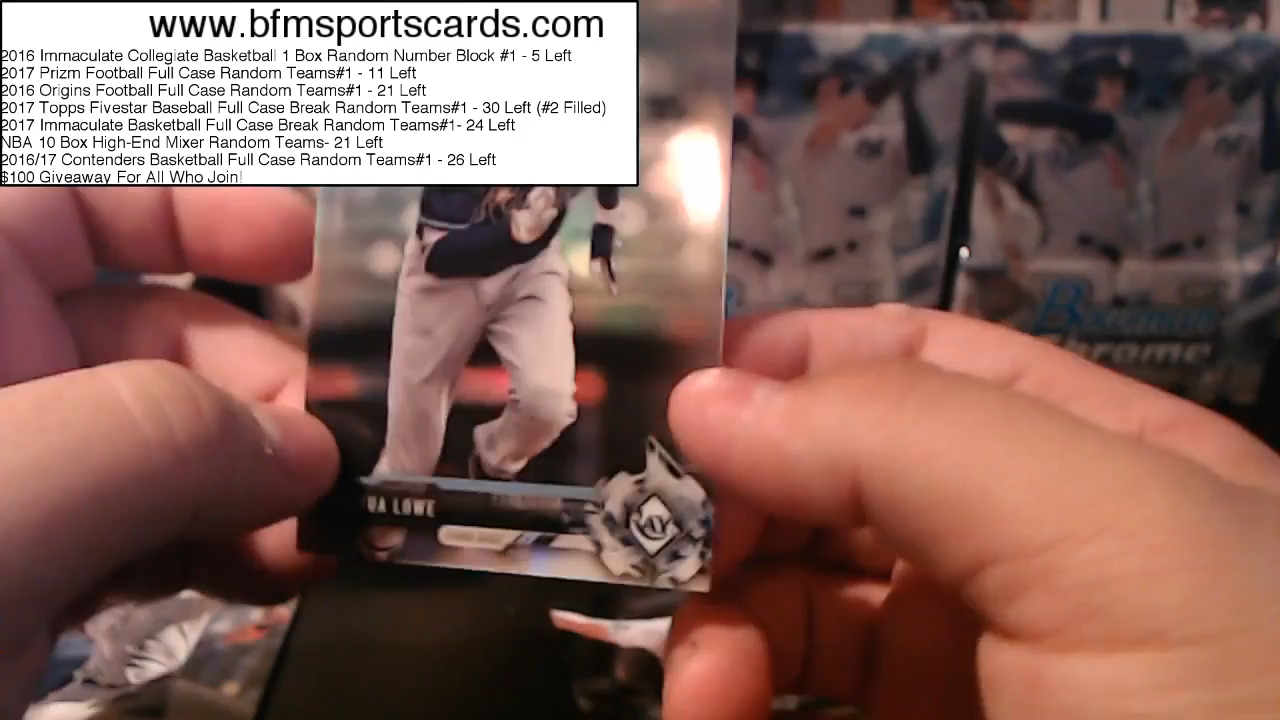 www.bfmsportscards.com
2016 Immaculate Collegiate Basketball 1 Box Random Number Block #1 - 5 Left
2017 Prizm Football Full Case Random Teams#1 - 11 Left
2016 Origins Football Full Case Random Teams#1 - 21 Left
2017 Topps Fivestar Baseball Full Case Break Random Teams#1 - 30 Left (#2 Filled)
2017 Immaculate Basketball Full Case Break Random Teams#1- 24 Left
NBA 10 Box High-End Mixer Random Teams- 21 Left
2016/17 Contenders Basketball Full Case Random Teams#1 - 26 Left
$100 Giveaway For All Who Join!
Bowman
Chrome
UA LOWE